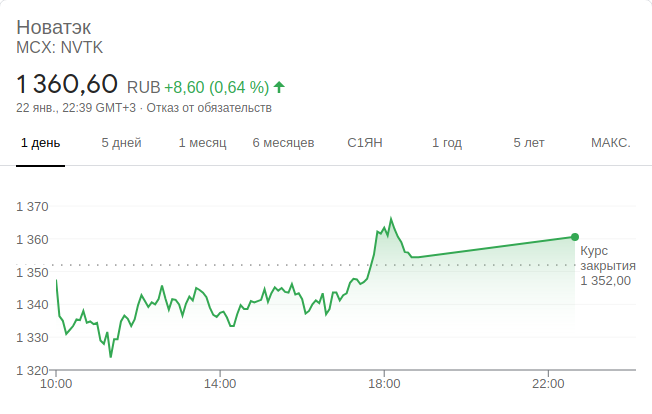 Новатэк
MCX: NVTK
1 360,60 RUB +8,60 (0,64 %)
22 янв., 22:39 GMT+3 · Отказ от обязательств
1 день 5 дней 1 месяц 6 месяцев С1ЯН 1 год 5 лет МАКС.
1 370
1 360
Курс
закрытия
1 352,00
1 350
1 340
1 330
1 320
10:00 14:00 18:00 22:00